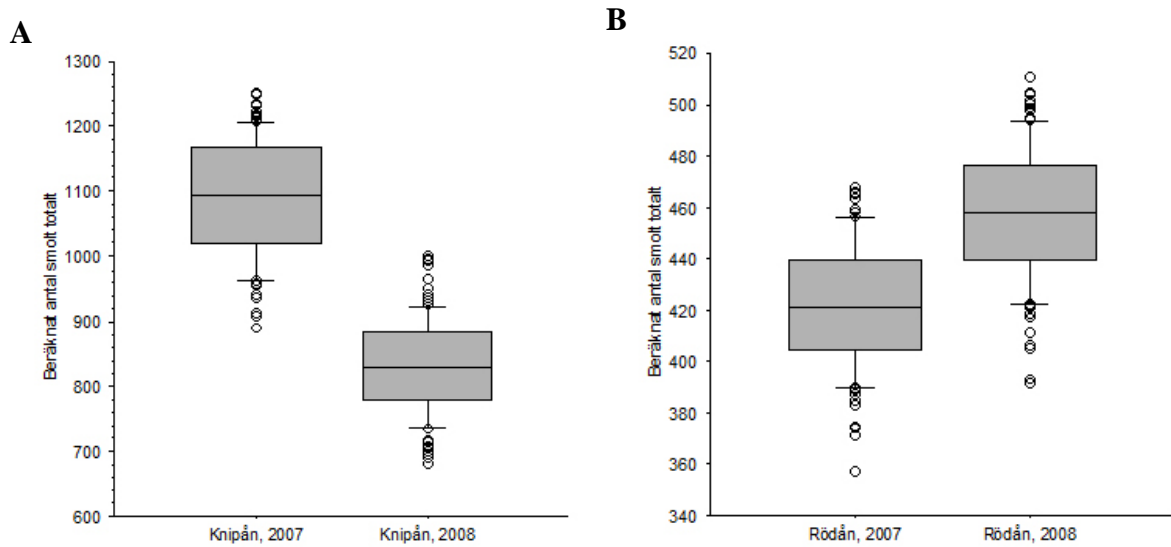 A
Beräknat antal smolt totalt
1300
1200
1100
1000
900
800
700
600
Knipån, 2007
Knipån, 2008
B
Beräknat antal smolt totalt
520
500
480
460
440
420
400
380
360
340
Rödån, 2007
Rödån, 2008